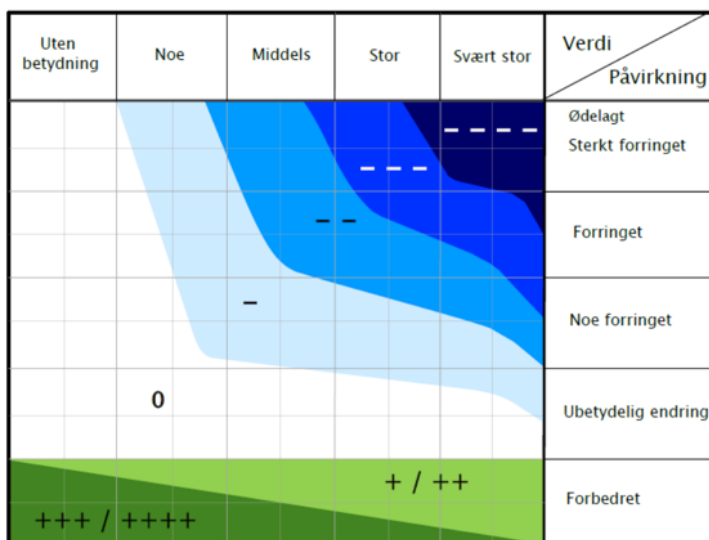 Uten
betydning
Noe
Middels
Stor
Svært stor
Verdi
Påvirkning
Ødelagt
Sterkt forringet
– – – –
– – –
Forringet
– –
Noe forringet
–
Ubetydelig endring
0
Forbedret
+ / ++
+++ / ++++